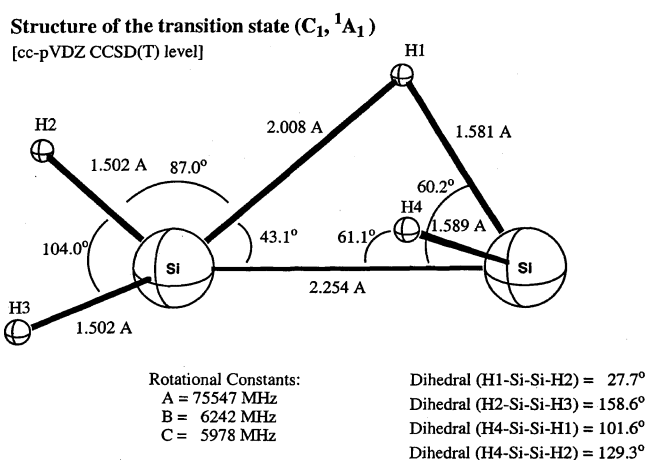 Structure of the transition state (C₁, ¹A₁)
[cc-pVDZ CCSD(T) level]
H1
H2
2.008 A
1.581 A
1.502 A
87.0°
60.2°
H4
1.589 A
104.0°
43.1°
61.1°
Si
Si
2.254 A
H3
1.502 A
Rotational Constants:
A = 75547 MHz
B = 6242 MHz
C = 5978 MHz
Dihedral (H1-Si-Si-H2) = 27.7°
Dihedral (H2-Si-Si-H3) = 158.6°
Dihedral (H4-Si-Si-H1) = 101.6°
Dihedral (H4-Si-Si-H2) = 129.3°